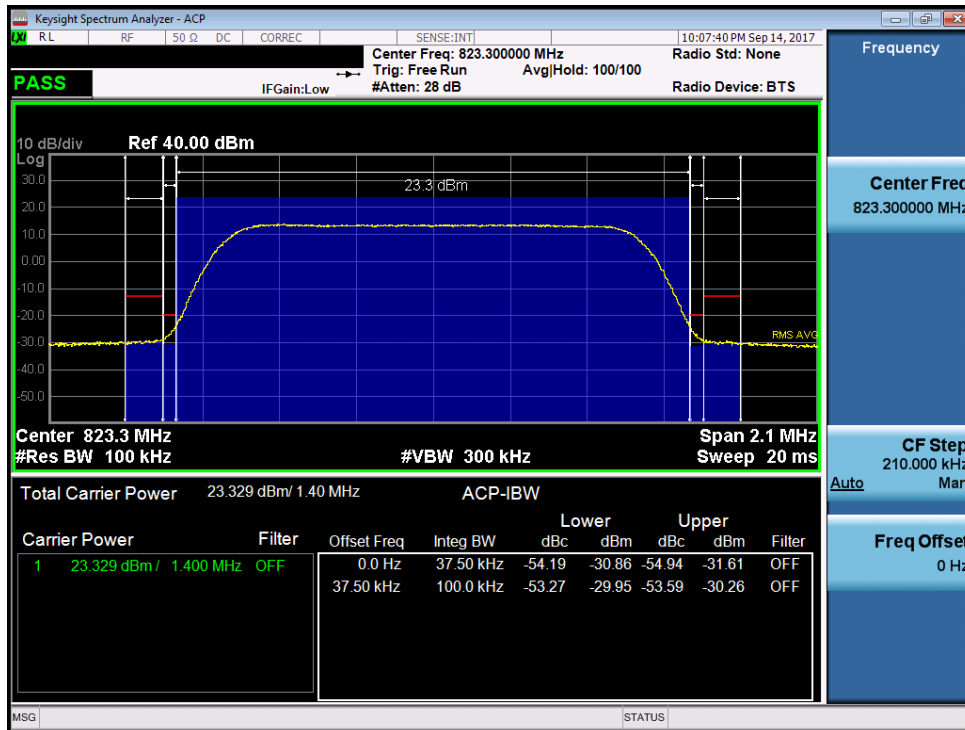 Keysight Spectrum Analyzer - ACP
LXI RL RF 50 Ω DC CORREC SENSE:INT 10:07:40 PM Sep 14, 2017
Center Freq: 823.300000 MHz Radio Std: None
Trig: Free Run Avg|Hold: 100/100
PASS IFGain:Low #Atten: 28 dB Radio Device: BTS
10 dB/div Ref 40.00 dBm
Log
30.0
23.3 dBm
20.0
10.0
0.00
-10.0
-20.0
-30.0 RMS AVG
-40.0
-50.0
Center 823.3 MHz Span 2.1 MHz
#Res BW 100 kHz #VBW 300 kHz Sweep 20 ms
Total Carrier Power 23.329 dBm/ 1.40 MHz ACP-IBW
Lower Upper
Carrier Power Filter Offset Freq Integ BW dBc dBm dBc dBm Filter
1 23.329 dBm / 1.400 MHz OFF 0.0 Hz 37.50 kHz -54.19 -30.86 -54.94 -31.61 OFF
37.50 kHz 100.0 kHz -53.27 -29.95 -53.59 -30.26 OFF
MSG STATUS
Frequency
Center Freq
823.300000 MHz
CF Step
210.000 kHz
Auto Man
Freq Offset
0 Hz